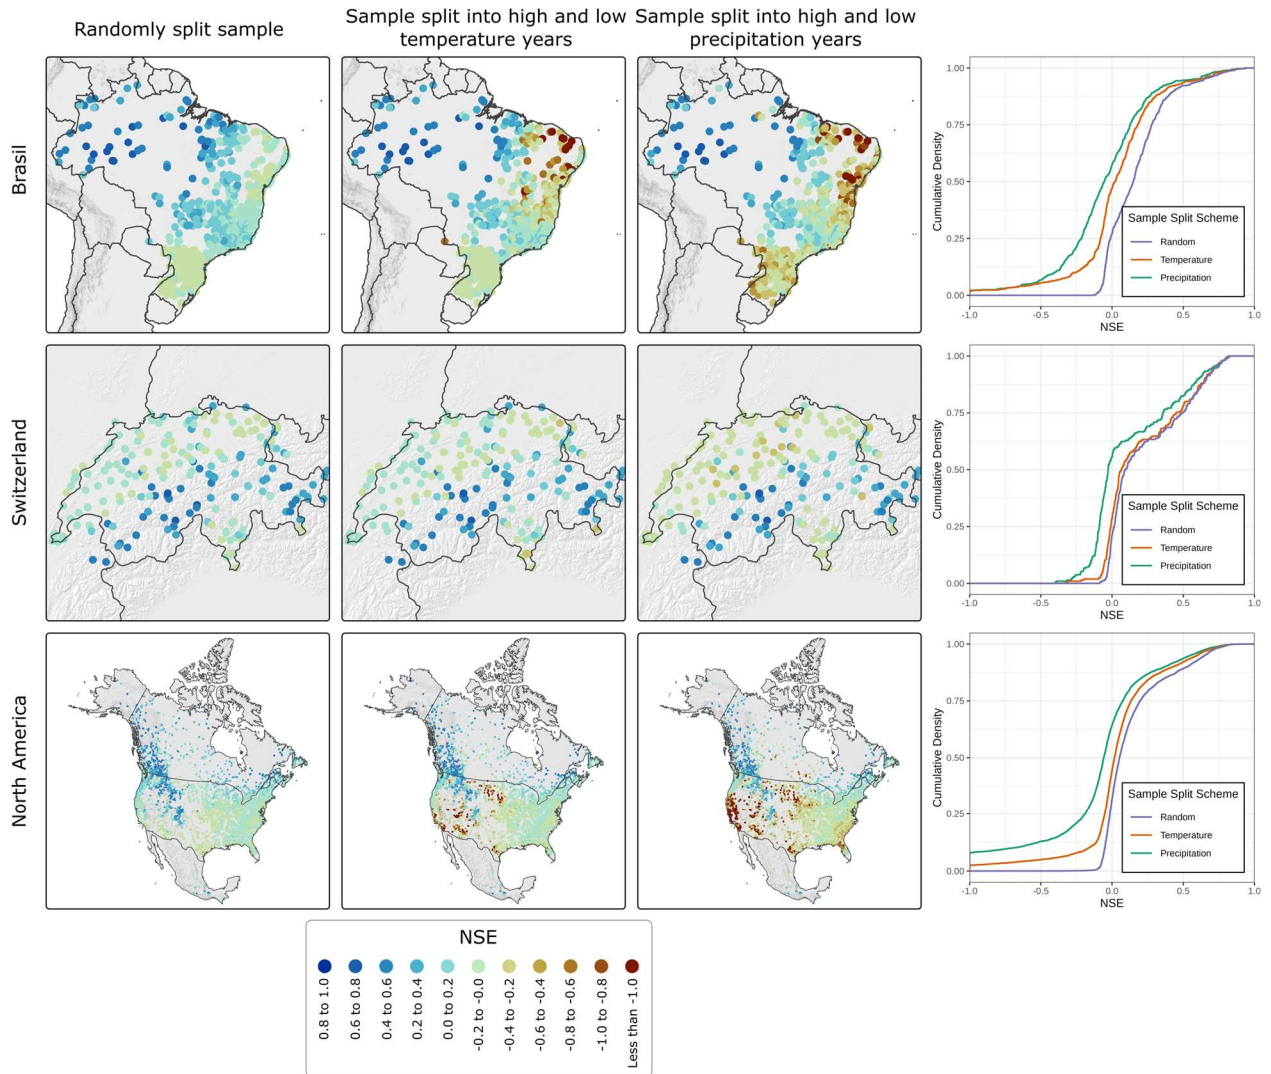 Randomly split sample
Sample split into high and low
temperature years
Sample split into high and low
precipitation years
Brasil
Cumulative Density
1.00
0.75
0.50
0.25
0.00
Sample Split Scheme
Random
Temperature
Precipitation
-1.0 -0.5 0.0 0.5 1.0
NSE
Switzerland
Cumulative Density
1.00
0.75
0.50
0.25
0.00
Sample Split Scheme
Random
Temperature
Precipitation
-1.0 -0.5 0.0 0.5 1.0
NSE
North America
Cumulative Density
1.00
0.75
0.50
0.25
0.00
Sample Split Scheme
Random
Temperature
Precipitation
-1.0 -0.5 0.0 0.5 1.0
NSE
NSE
0.8 to 1.0
0.6 to 0.8
0.4 to 0.6
0.2 to 0.4
0.0 to 0.2
-0.2 to -0.0
-0.4 to -0.2
-0.6 to -0.4
-0.8 to -0.6
-1.0 to -0.8
Less than -1.0